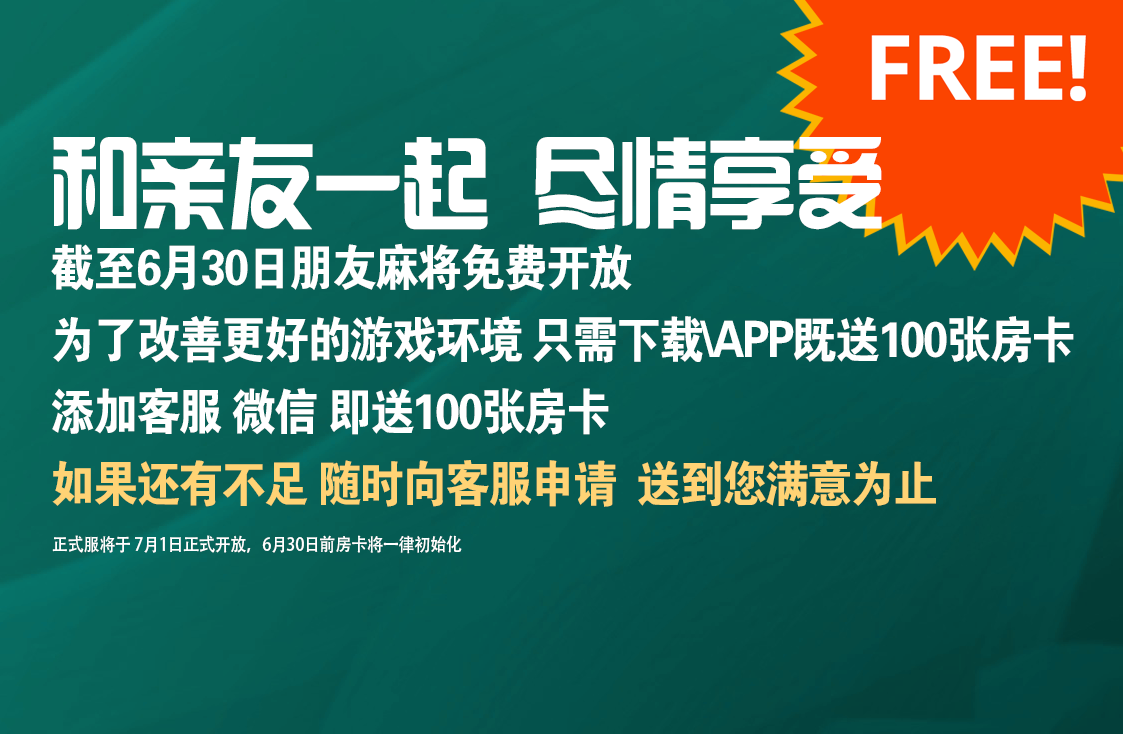 FREE!
和亲友一起 尽情享受
截至6月30日朋友麻将免费开放
为了改善更好的游戏环境 只需下载\APP既送100张房卡
添加客服 微信 即送100张房卡
如果还有不足 随时向客服申请 送到您满意为止
正式服将于 7月1日正式开放，6月30日前房卡将一律初始化